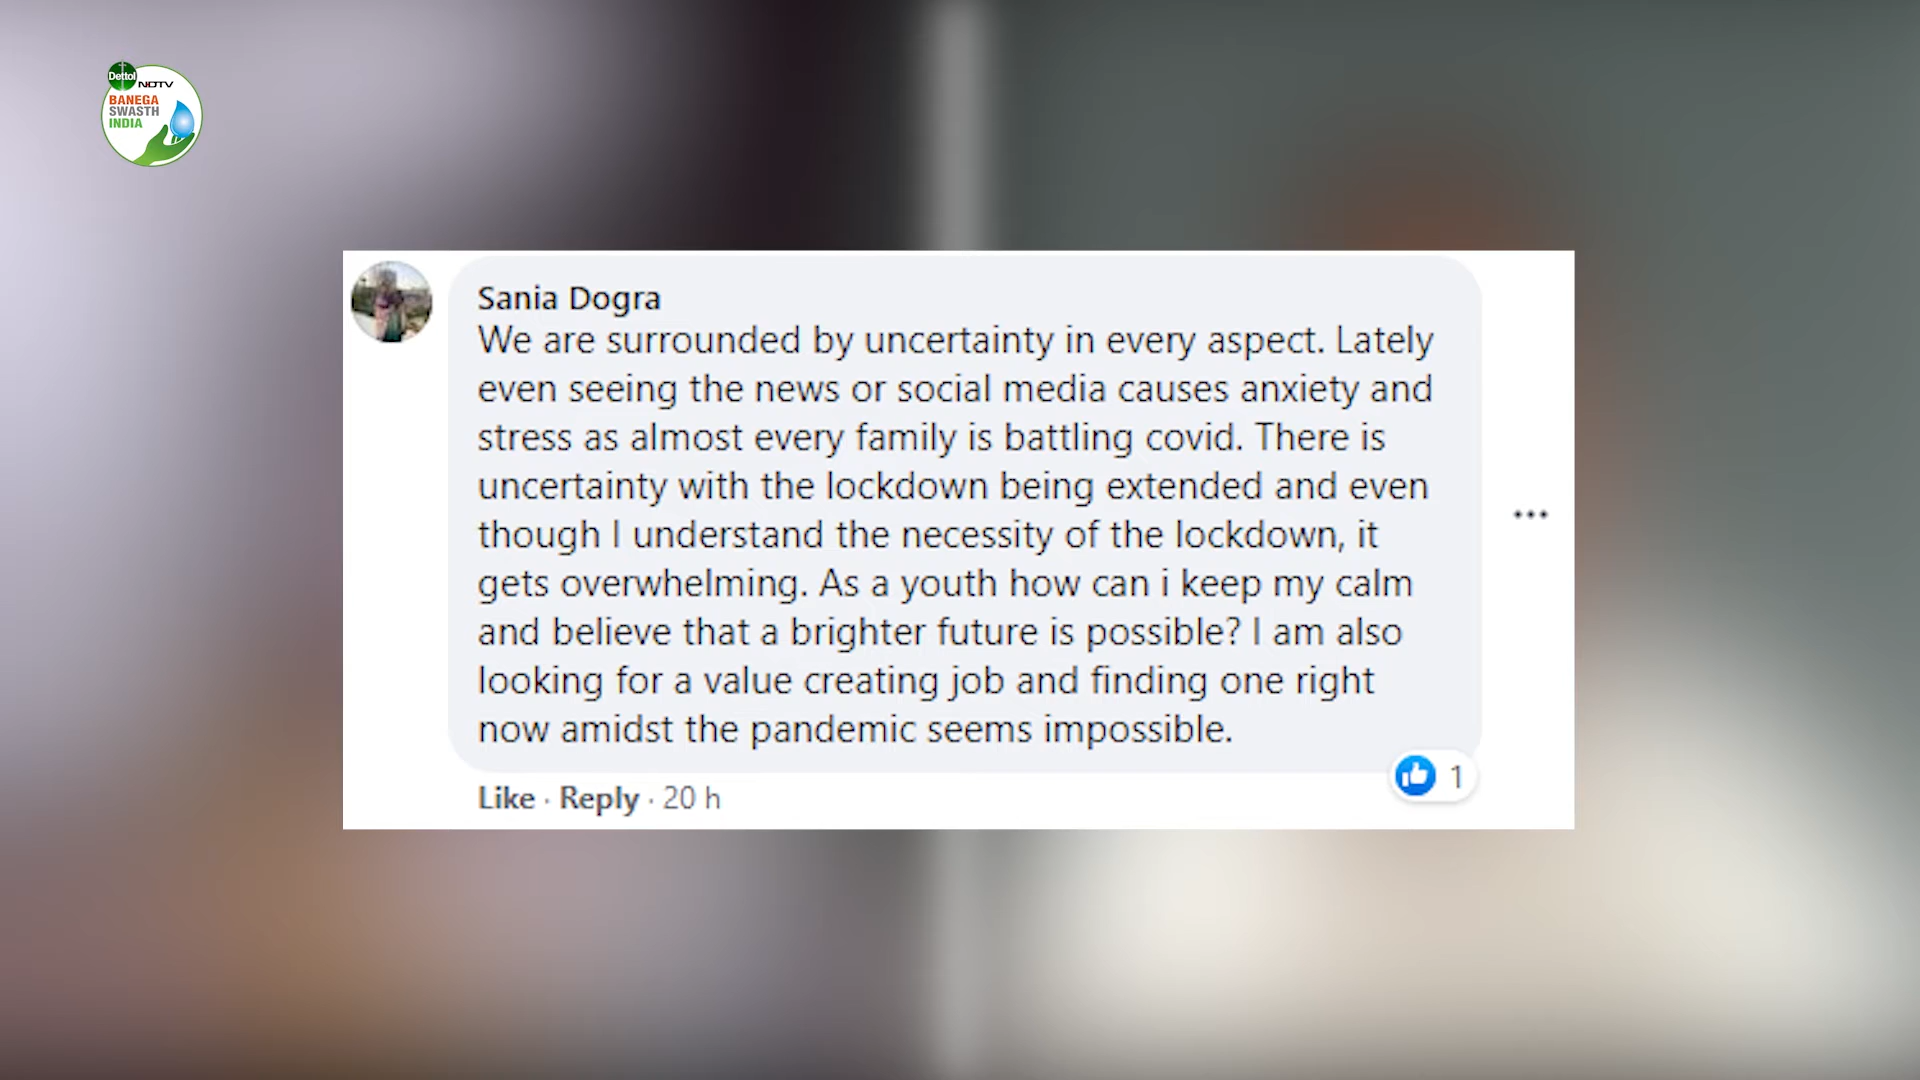 Dettol
NDTV
BANEGA
SWASTH
INDIA
Sania Dogra
We are surrounded by uncertainty in every aspect. Lately
even seeing the news or social media causes anxiety and
stress as almost every family is battling covid. There is
uncertainty with the lockdown being extended and even
though I understand the necessity of the lockdown, it
gets overwhelming. As a youth how can i keep my calm
and believe that a brighter future is possible? I am also
looking for a value creating job and finding one right
now amidst the pandemic seems impossible.
1
Like · Reply · 20 h